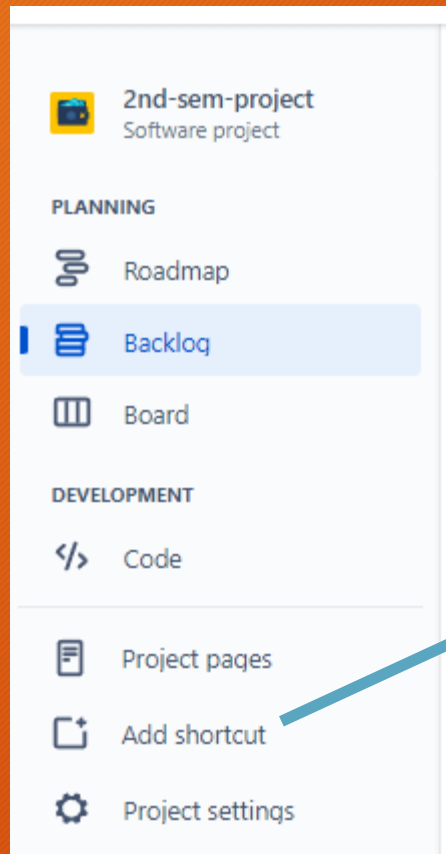 2nd-sem-project
Software project
PLANNING
Roadmap
Backlog
Board
DEVELOPMENT
Code
Project pages
Add shortcut
Project settings